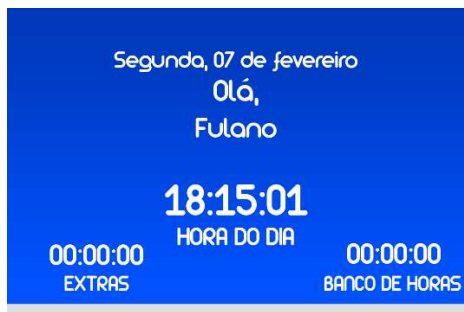 Segunda, 07 de fevereiro
Olá,
Fulano
18:15:01
HORA DO DIA
00:00:00
EXTRAS
00:00:00
BANCO DE HORAS